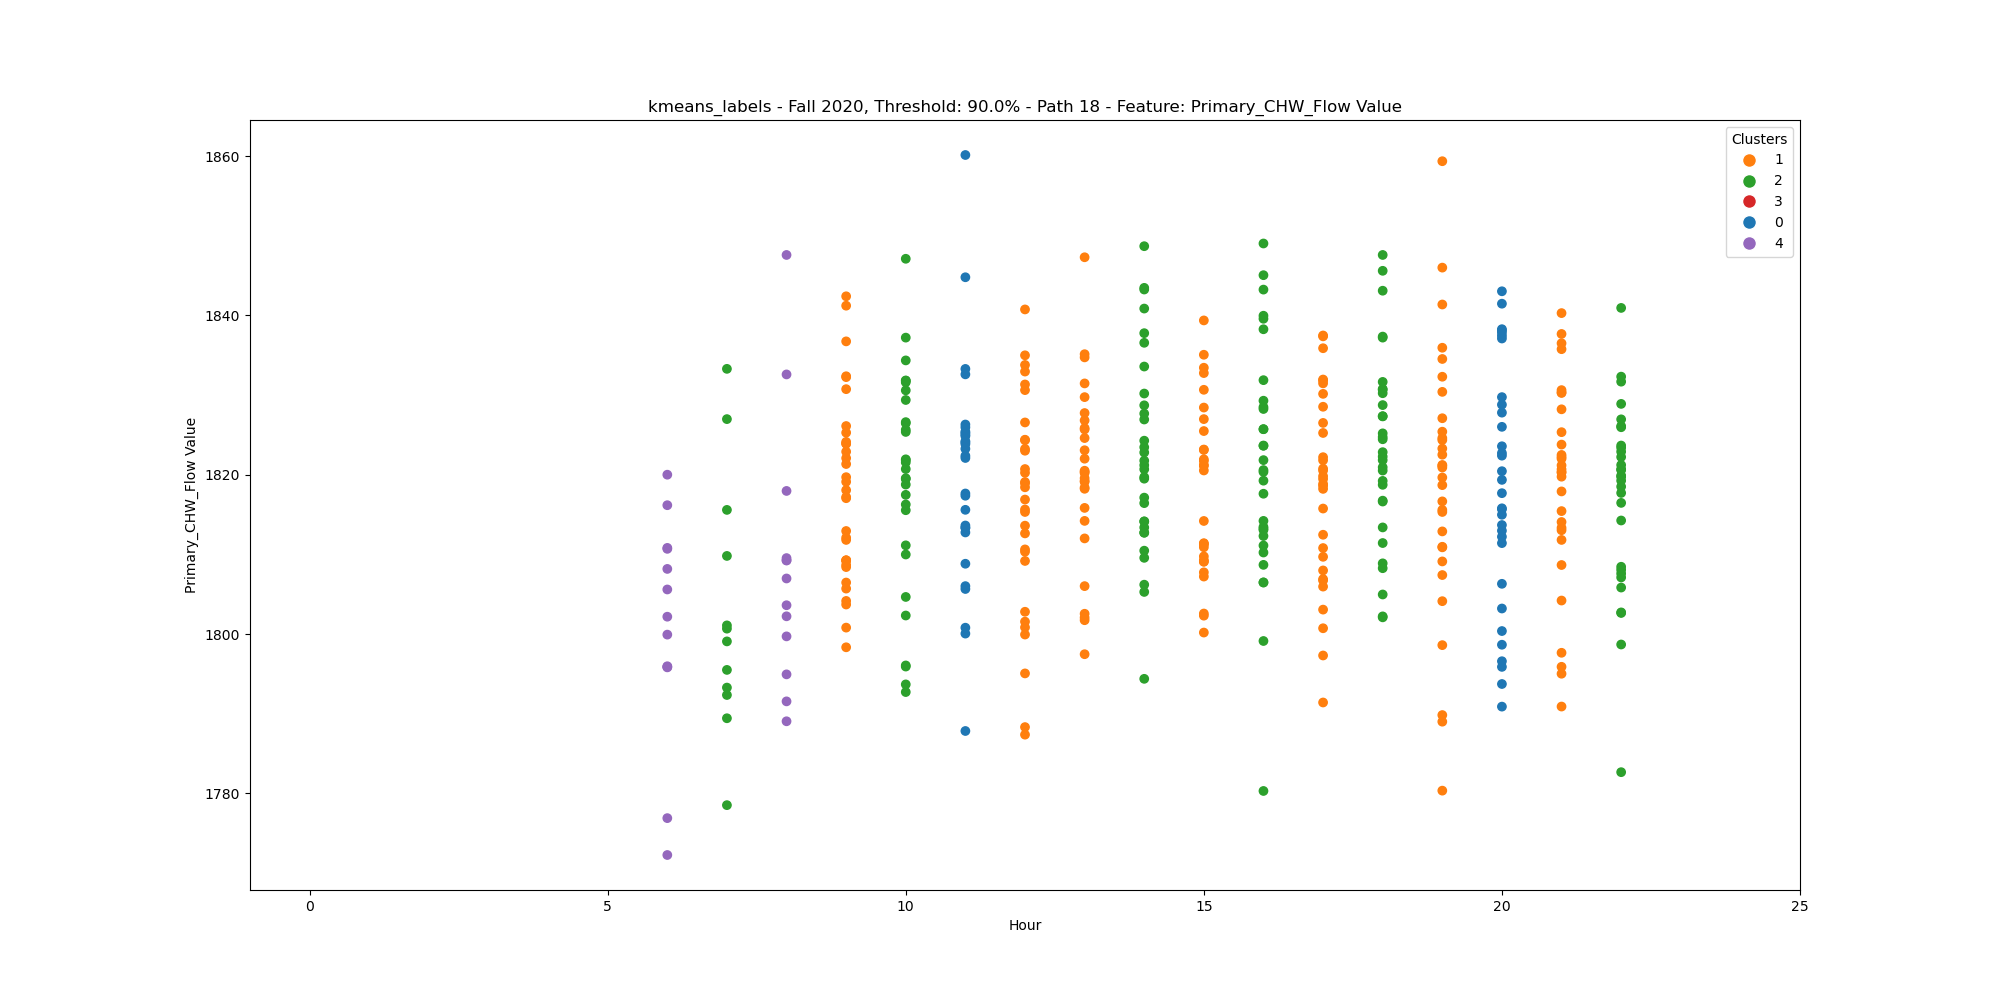 kmeans_labels - Fall 2020, Threshold: 90.0% - Path 18 - Feature: Primary_CHW_Flow Value
Clusters
1
2
3
0
4
Primary_CHW_Flow Value
1860
1840
1820
1800
1780
0 5 10 15 20 25
Hour